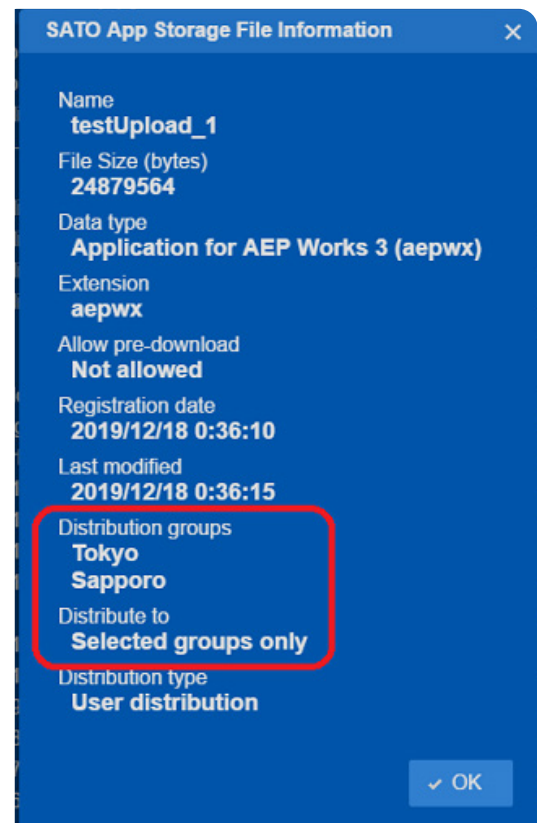 SATO App Storage File Information
Name
testUpload_1
File Size (bytes)
24879564
Data type
Application for AEP Works 3 (aepwx)
Extension
aepwx
Allow pre-download
Not allowed
Registration date
2019/12/18 0:36:10
Last modified
2019/12/18 0:36:15
Distribution groups
Tokyo
Sapporo
Distribute to
Selected groups only
Distribution type
User distribution
OK